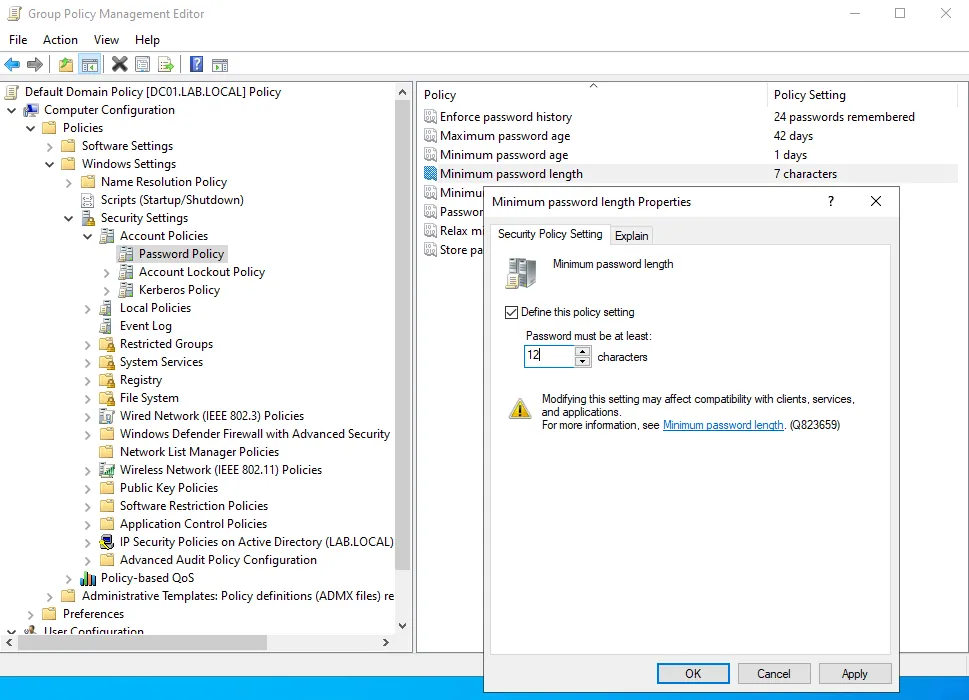 Group Policy Management Editor
File Action View Help
Default Domain Policy [DC01.LAB.LOCAL] Policy
Computer Configuration
Policies
Software Settings
Windows Settings
Name Resolution Policy
Scripts (Startup/Shutdown)
Security Settings
Account Policies
Password Policy
Account Lockout Policy
Kerberos Policy
Local Policies
Event Log
Restricted Groups
System Services
Registry
File System
Wired Network (IEEE 802.3) Policies
Windows Defender Firewall with Advanced Security
Network List Manager Policies
Wireless Network (IEEE 802.11) Policies
Public Key Policies
Software Restriction Policies
Application Control Policies
IP Security Policies on Active Directory (LAB.LOCAL)
Advanced Audit Policy Configuration
Policy-based QoS
Administrative Templates: Policy definitions (ADMX files) re
Preferences
User Configuration
Policy Policy Setting
Enforce password history 24 passwords remembered
Maximum password age 42 days
Minimum password age 1 days
Minimum password length 7 characters
Minimu
Passwor
Relax mi
Store pa
Minimum password length Properties ?
Security Policy Setting Explain
Minimum password length
Define this policy setting
Password must be at least:
12 characters
Modifying this setting may affect compatibility with clients, services,
and applications.
For more information, see Minimum password length. (Q823659)
OK Cancel Apply